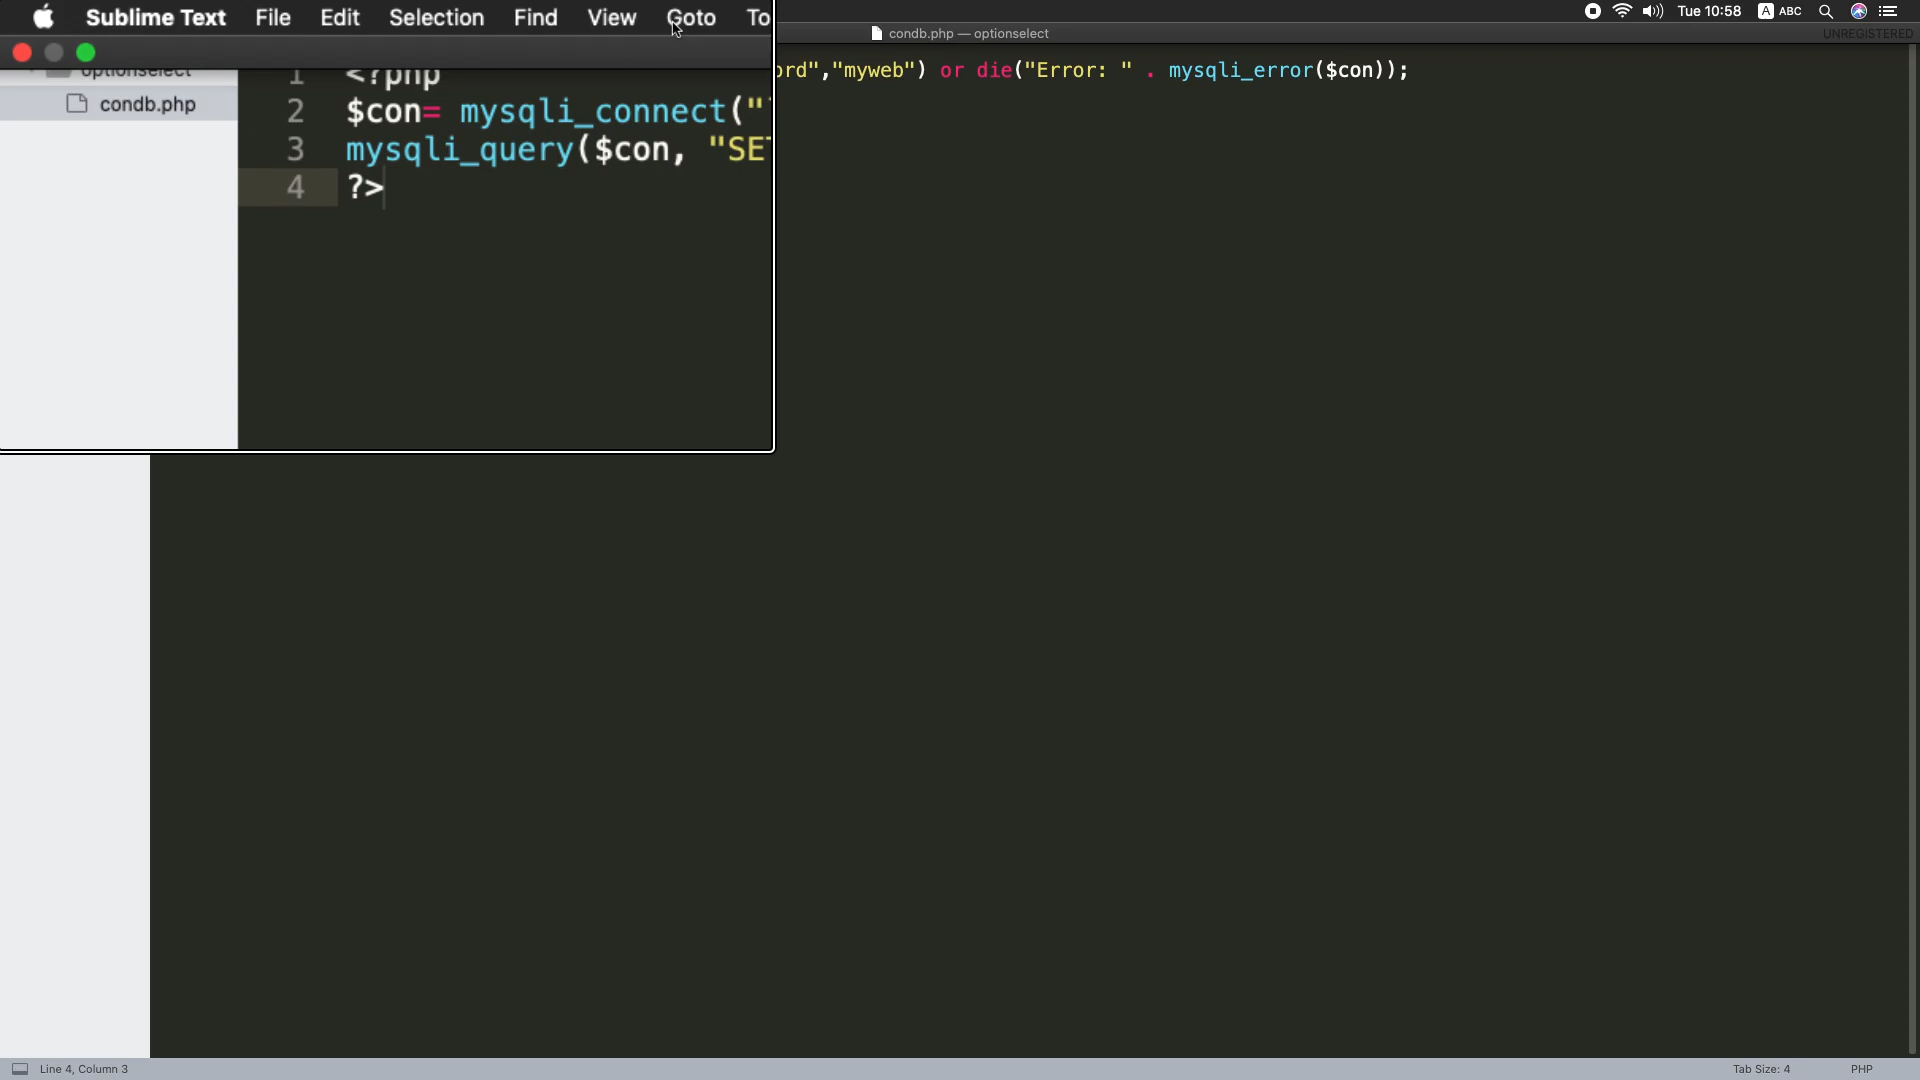 Sublime Text File Edit Selection Find View Goto To
Tue 10:58 A ABC
condb.php — optionselect
UNREGISTERED
optionselect
condb.php
1 <?php
2 $con= mysqli_connect("
ord","myweb") or die("Error: " . mysqli_error($con));
3 mysqli_query($con, "SE
4 ?>
Line 4, Column 3
Tab Size: 4
PHP